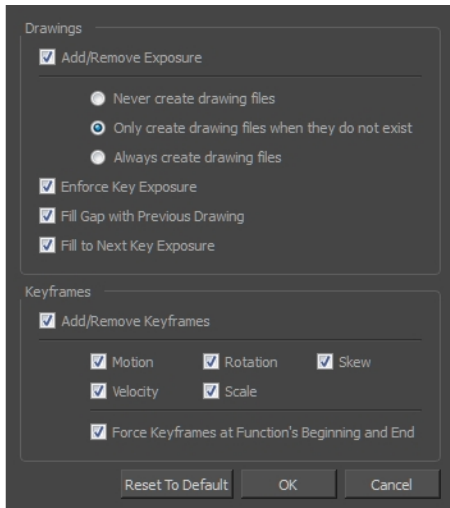 Drawings
Add/Remove Exposure
Never create drawing files
Only create drawing files when they do not exist
Always create drawing files
Enforce Key Exposure
Fill Gap with Previous Drawing
Fill to Next Key Exposure
Keyframes
Add/Remove Keyframes
Motion Rotation Skew
Velocity Scale
Force Keyframes at Function's Beginning and End
Reset To Default OK Cancel